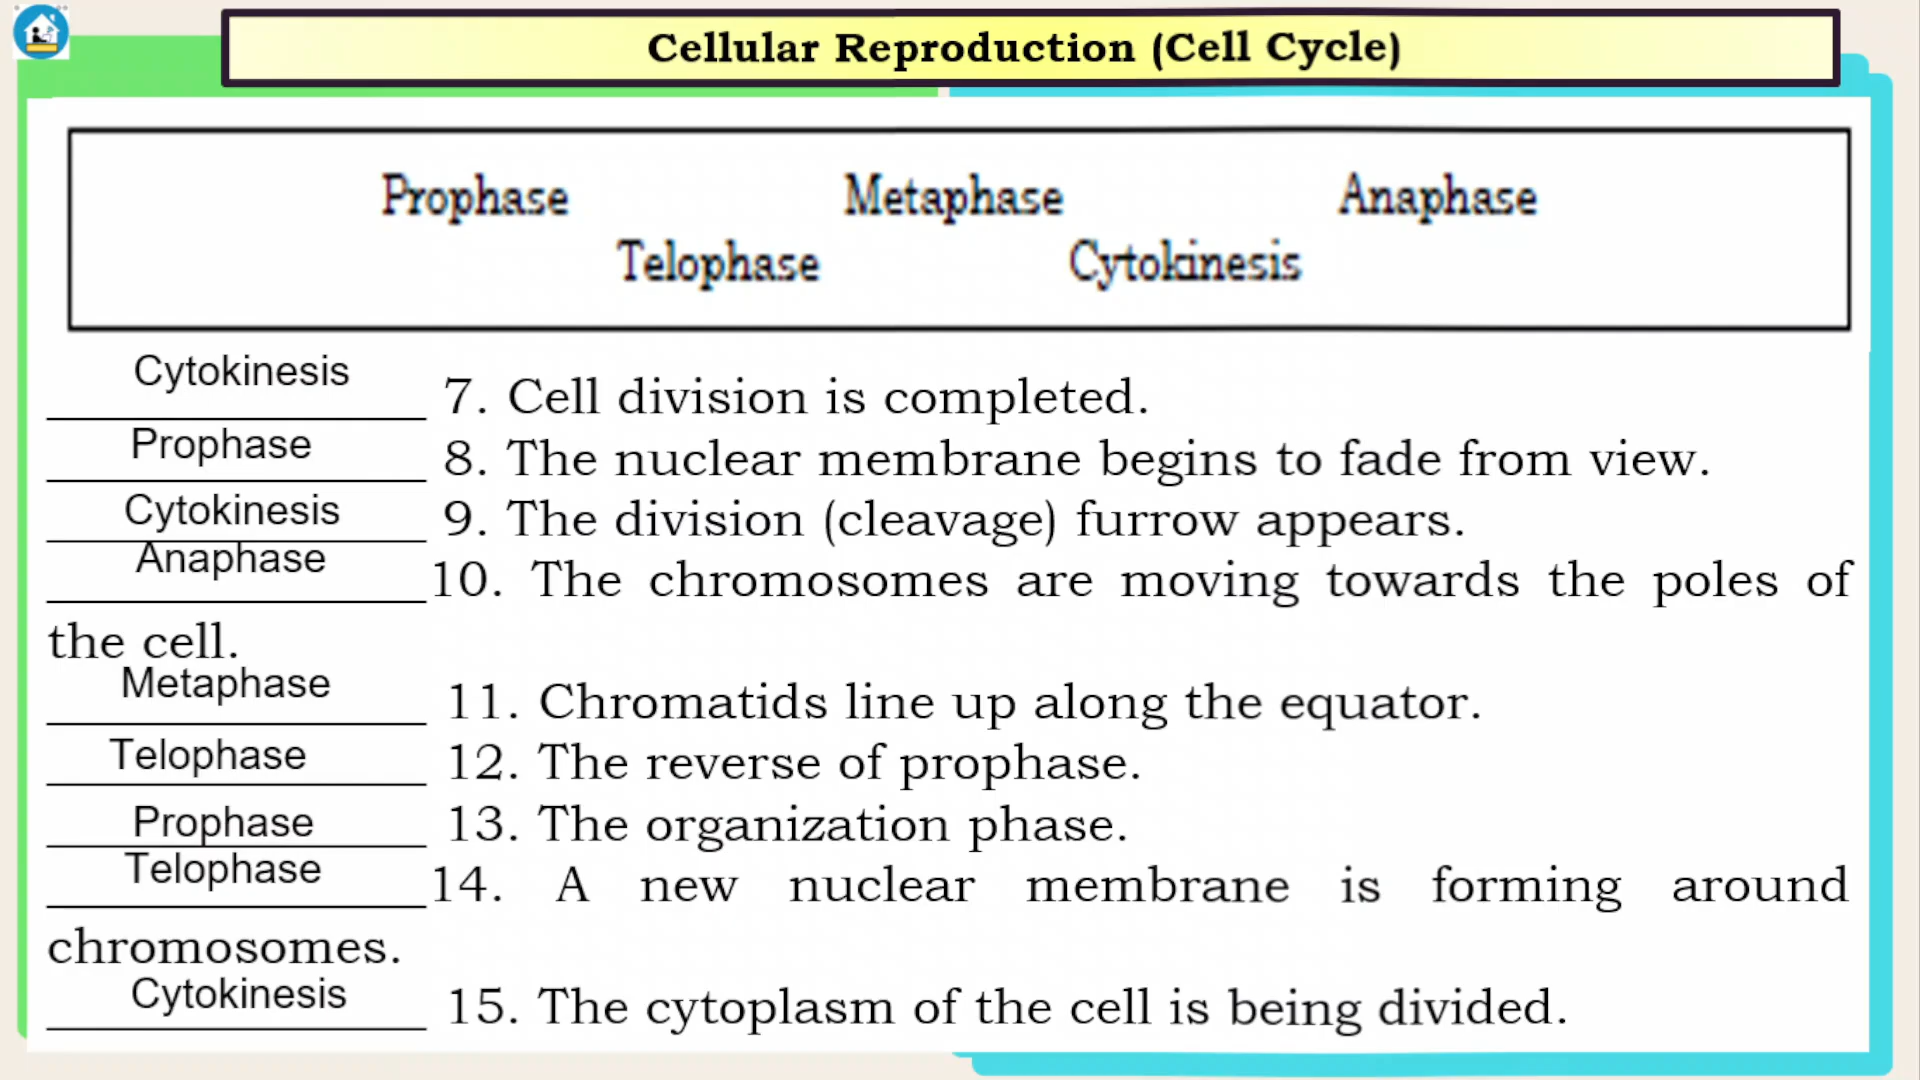 Cellular Reproduction (Cell Cycle)
Prophase Metaphase Anaphase
Telophase Cytokinesis
Cytokinesis 7. Cell division is completed.
Prophase 8. The nuclear membrane begins to fade from view.
Cytokinesis 9. The division (cleavage) furrow appears.
Anaphase 10. The chromosomes are moving towards the poles of
the cell.
Metaphase 11. Chromatids line up along the equator.
Telophase 12. The reverse of prophase.
Prophase 13. The organization phase.
Telophase 14. A new nuclear membrane is forming around
chromosomes.
Cytokinesis 15. The cytoplasm of the cell is being divided.